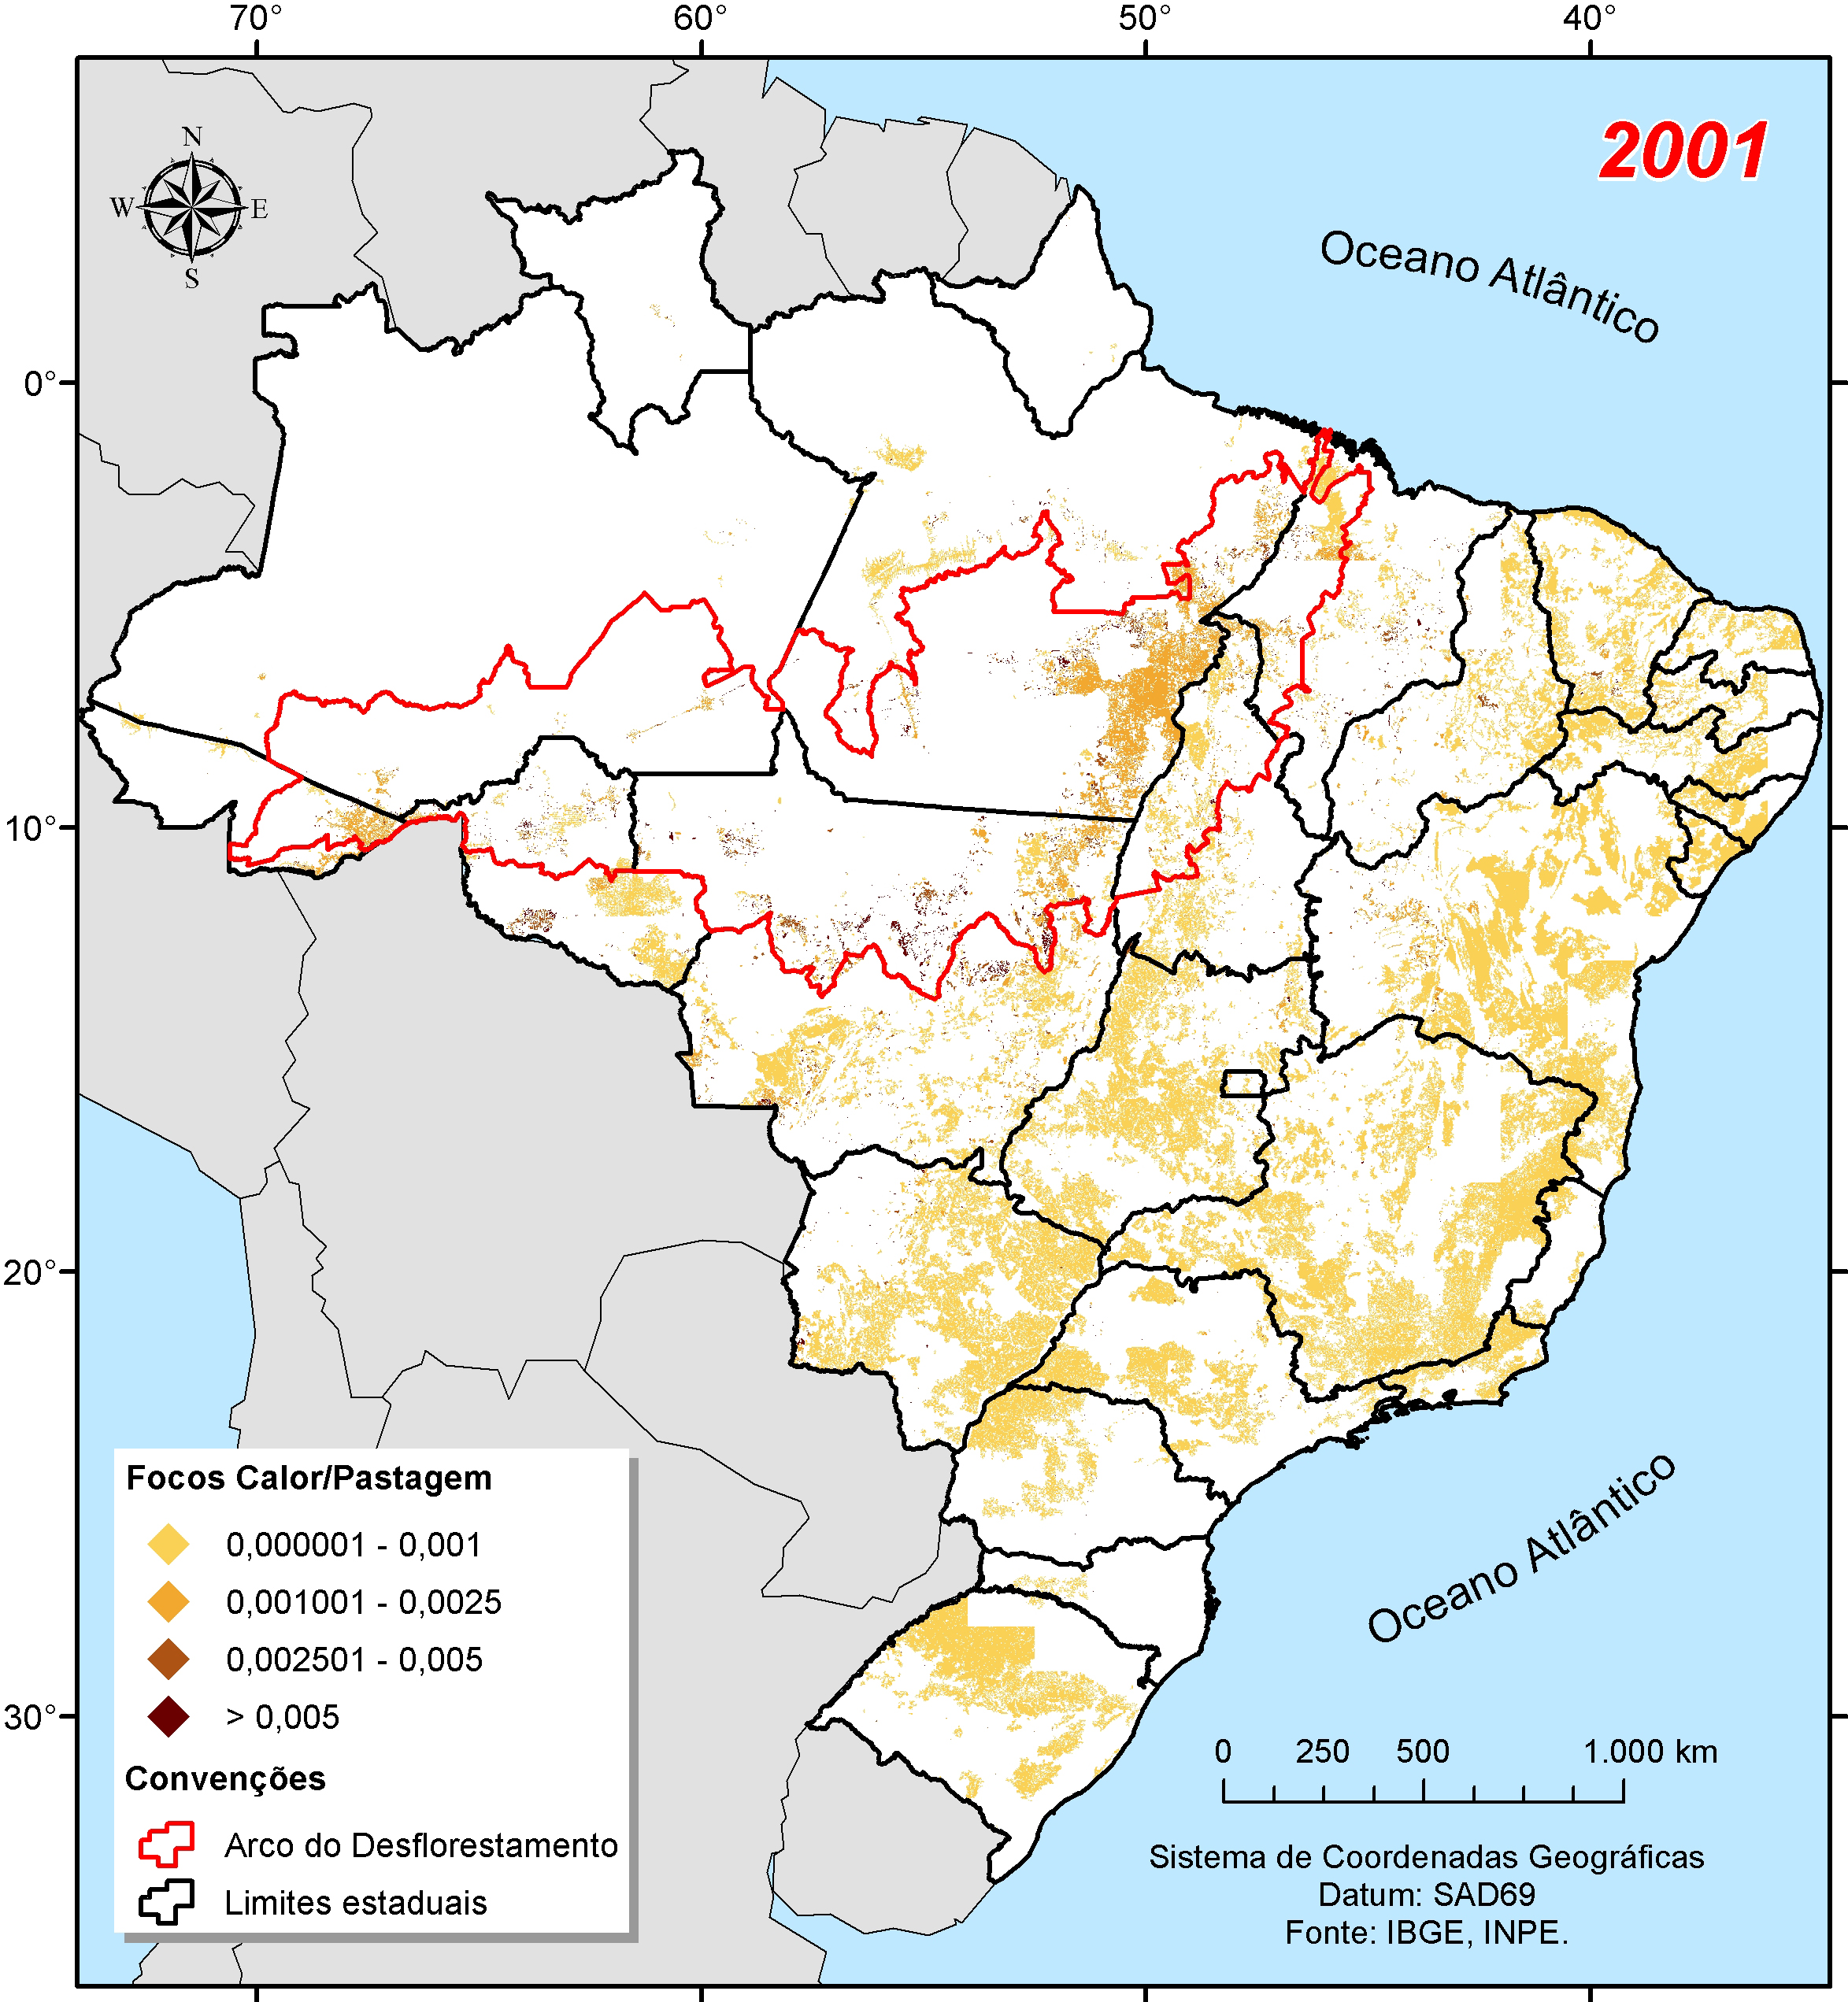 70° 60° 50° 40°
2001
N
W E
S
Oceano Atlântico
0°
10°
20°
30°
Oceano Atlântico
Focos Calor/Pastagem
0,000001 - 0,001
0,001001 - 0,0025
0,002501 - 0,005
> 0,005
Convenções
Arco do Desflorestamento
Limites estaduais
0 250 500 1.000 km
Sistema de Coordenadas Geográficas
Datum: SAD69
Fonte: IBGE, INPE.